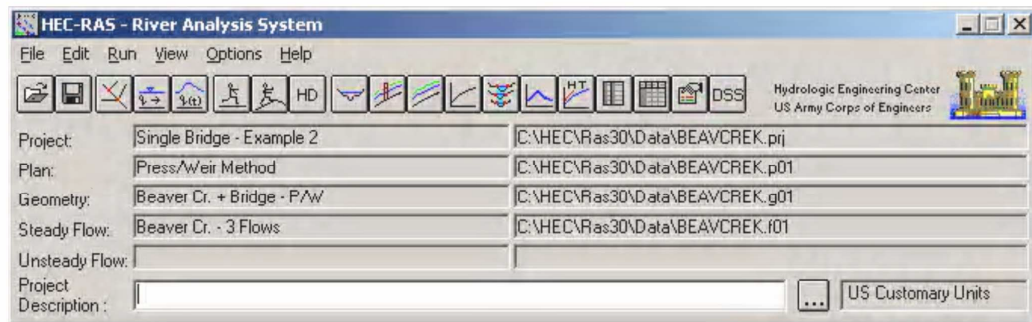 HEC-RAS - River Analysis System
File Edit Run View Options Help
HD HT DSS
Hydrologic Engineering Center
US Army Corps of Engineers
Project: Single Bridge - Example 2 C:\HEC\Ras30\Data\BEAVCREK.prj
Plan: Press/Weir Method C:\HEC\Ras30\Data\BEAVCREK.p01
Geometry: Beaver Cr. + Bridge - P/W C:\HEC\Ras30\Data\BEAVCREK.g01
Steady Flow: Beaver Cr. - 3 Flows C:\HEC\Ras30\Data\BEAVCREK.f01
Unsteady Flow:
Project
Description : ... US Customary Units